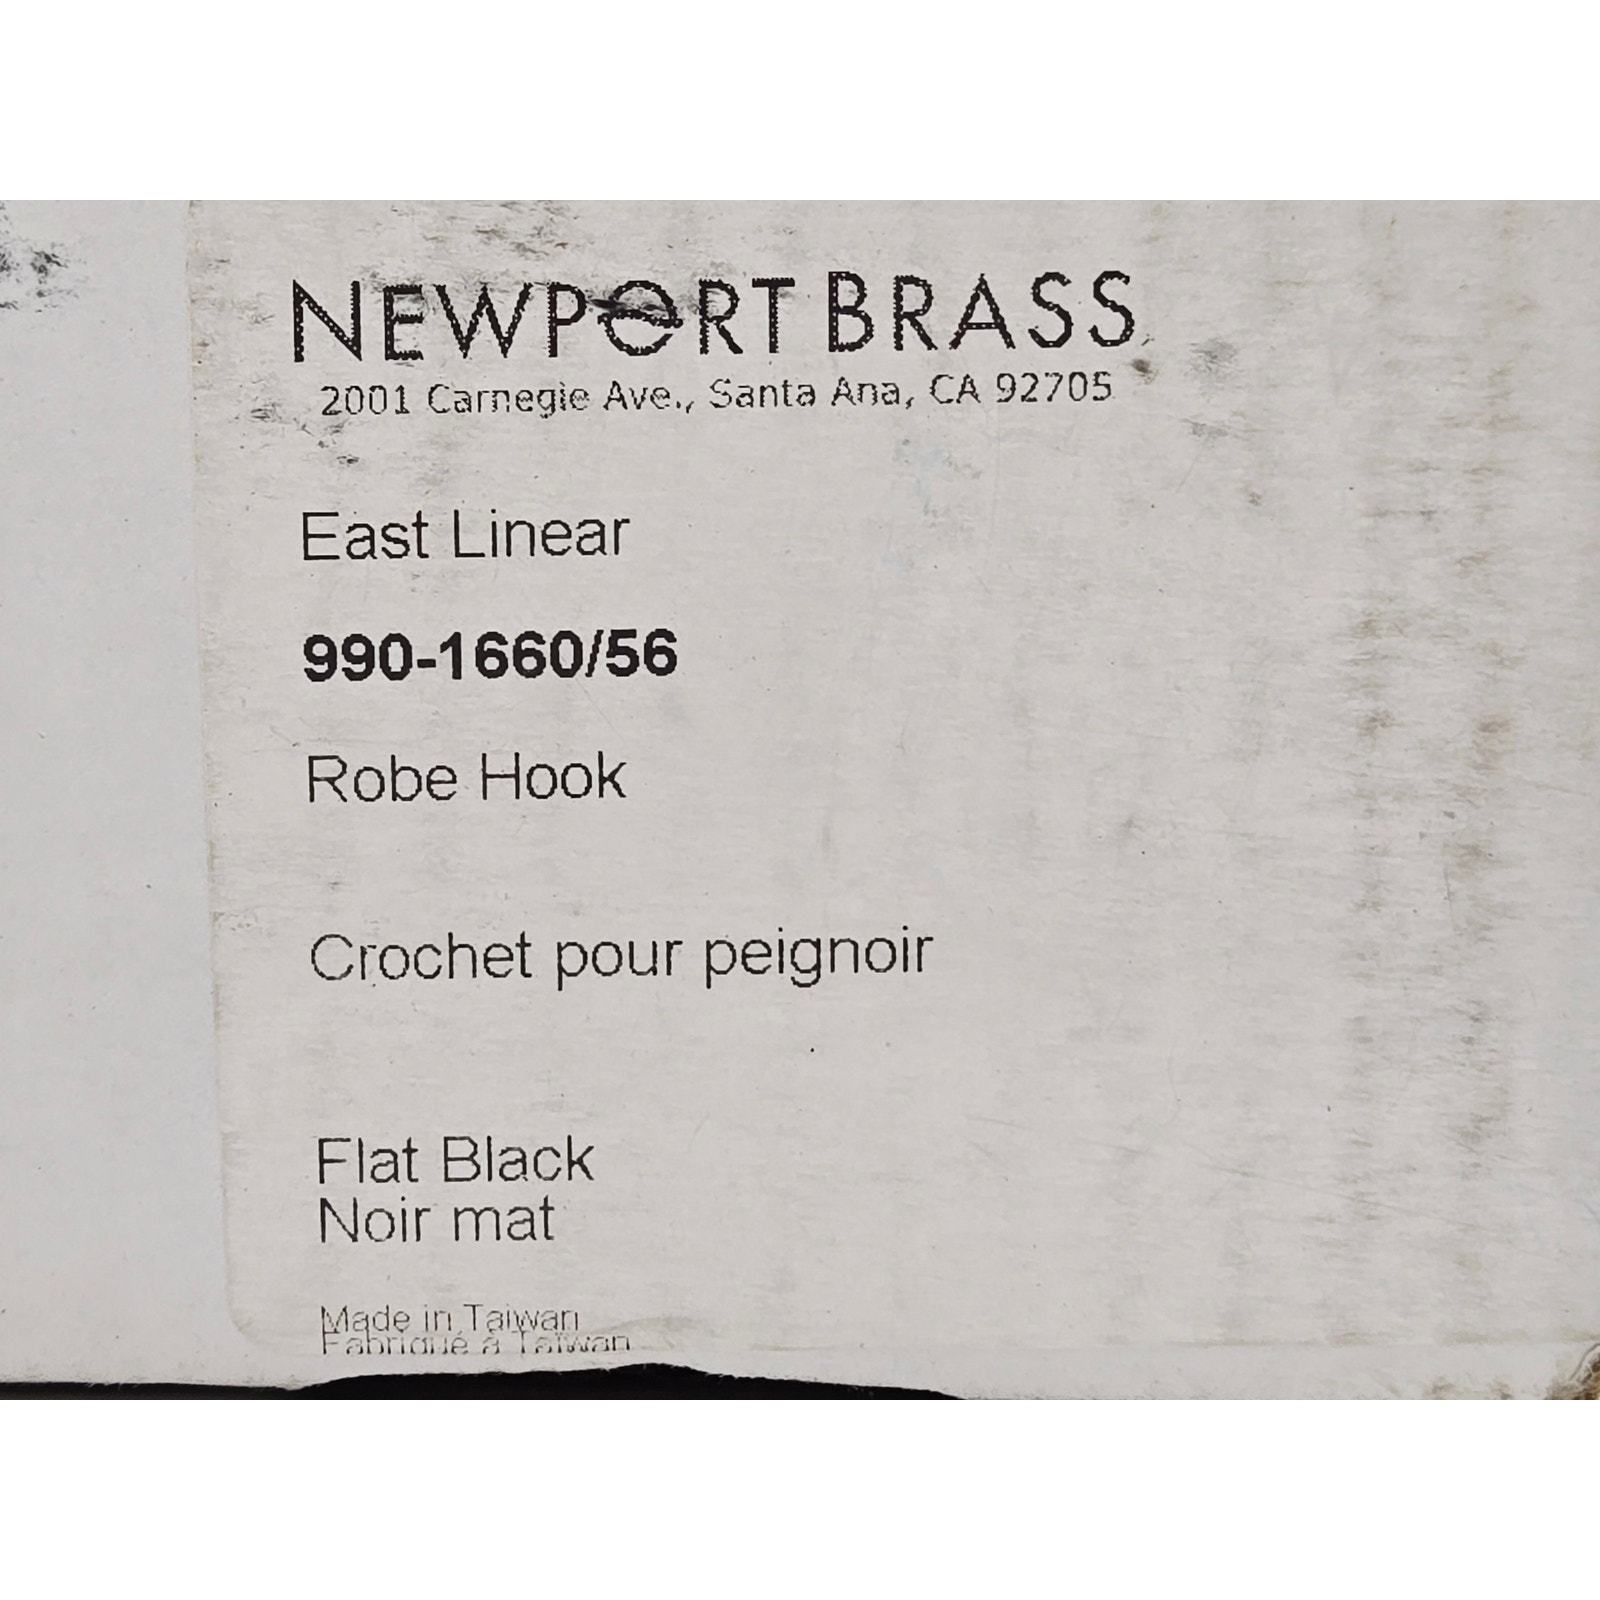 NEWPORT BRASS
2001 Carnegie Ave., Santa Ana, CA 92705
East Linear
990-1660/56
Robe Hook
Crochet pour peignoir
Flat Black
Noir mat
Made in Taiwan
Fabriqué à Taïwan